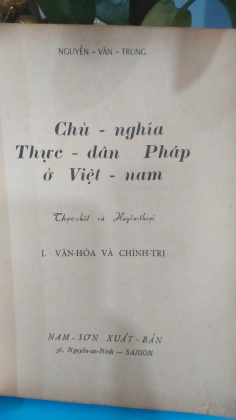 NGUYỄN - VĂN - TRUNG
Chủ - nghĩa
Thực - dân Pháp
ở Việt - nam
Thực-chất và Huyền-thoại
I. VĂN-HÓA VÀ CHÍNH-TRỊ
NAM - SƠN XUẤT - BẢN
36, Nguyễn-an-Ninh — SAIGON